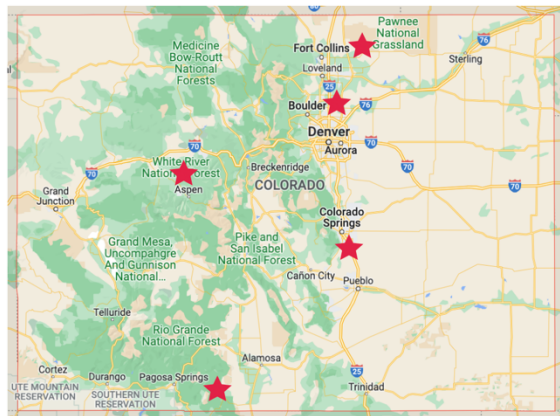 80
Pawnee
National
Grassland
76
Medicine
Bow-Routt
National
Forests
Fort Collins
Loveland
Sterling
25
Boulder
76
Denver
Aurora
70
70
White River
National Forest
70
70
Aspen
Breckenridge
COLORADO
Grand
Junction
Colorado
Springs
Grand Mesa,
Uncompahgre
And Gunnison
National...
Pike and
San Isabel
National Forest
Cañon City
Pueblo
Telluride
Rio Grande
National Forest
Alamosa
Cortez
Durango
Pagosa Springs
25
Trinidad
UTE MOUNTAIN
RESERVATION
SOUTHERN UTE
RESERVATION